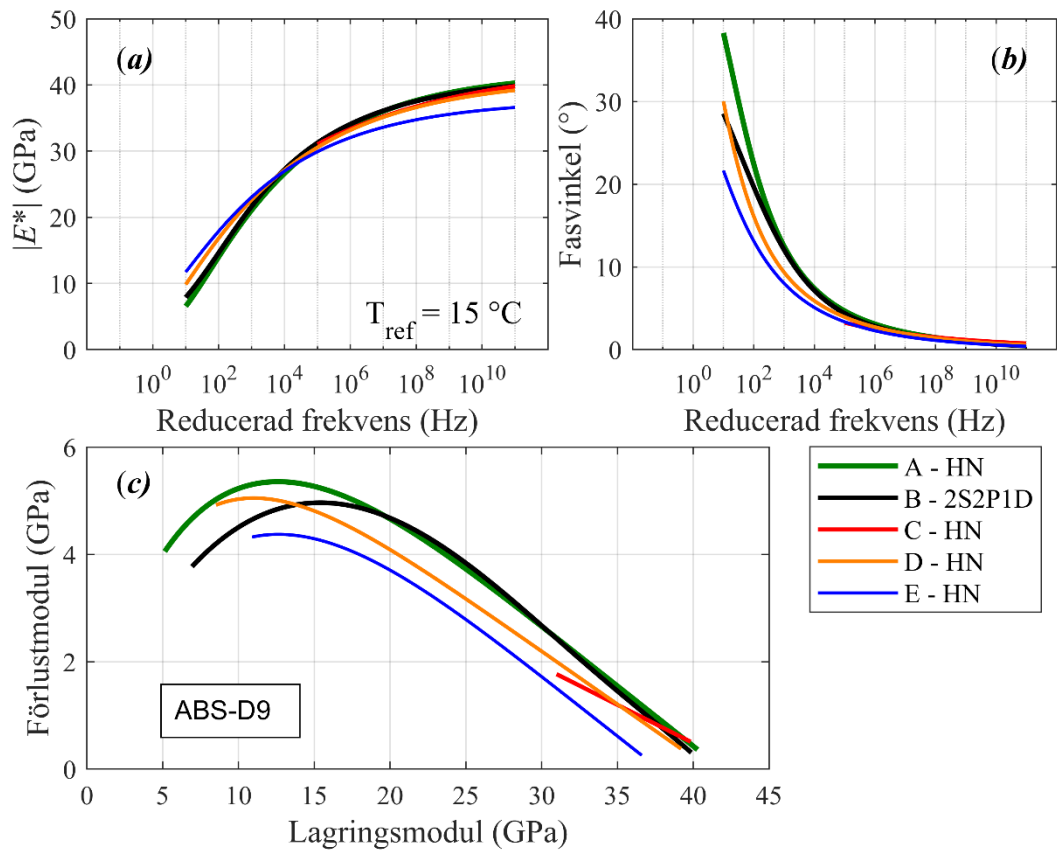 50
40
30
20
10
0
|E*| (GPa)
(a)
T_ref = 15 °C
10^0 10^2 10^4 10^6 10^8 10^10
Reducerad frekvens (Hz)
40
30
20
10
0
Fasvinkel (°)
(b)
10^0 10^2 10^4 10^6 10^8 10^10
Reducerad frekvens (Hz)
6
4
2
0
Förlustmodul (GPa)
(c)
ABS-D9
0 5 10 15 20 25 30 35 40 45
Lagringsmodul (GPa)
A - HN
B - 2S2P1D
C - HN
D - HN
E - HN